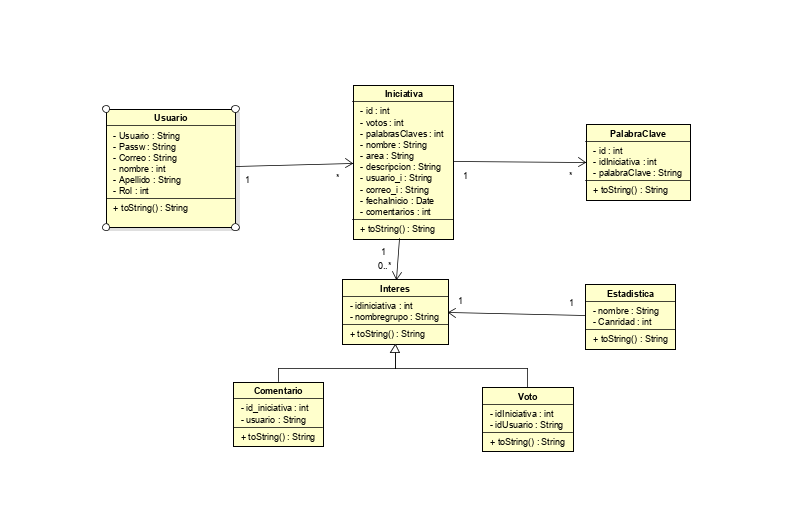 Usuario
- Usuario : String
- Passw : String
- Correo : String
- nombre : int
- Apellido : String
- Rol : int
+ toString() : String
1
*
Iniciativa
- id : int
- votos : int
- palabrasClaves : int
- nombre : String
- area : String
- descripcion : String
- usuario_i : String
- correo_i : String
- fechaInicio : Date
- comentarios : int
+ toString() : String
1
*
PalabraClave
- id : int
- idIniciativa : int
- palabraClave : String
+ toString() : String
1
0..*
Interes
- idiniciativa : int
- nombregrupo : String
+ toString() : String
1
1
Estadistica
- nombre : String
- Canridad : int
+ toString() : String
Comentario
- id_iniciativa : int
- usuario : String
+ toString() : String
Voto
- idIniciativa : int
- idUsuario : String
+ toString() : String